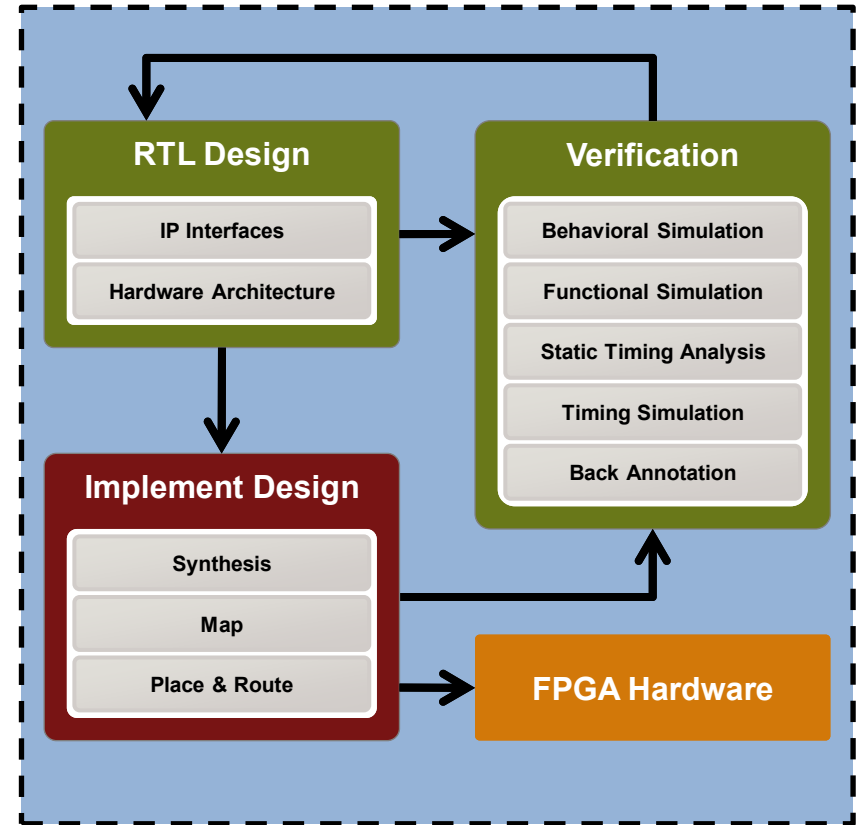 RTL Design
IP Interfaces
Hardware Architecture
Verification
Behavioral Simulation
Functional Simulation
Static Timing Analysis
Timing Simulation
Back Annotation
Implement Design
Synthesis
Map
Place & Route
FPGA Hardware